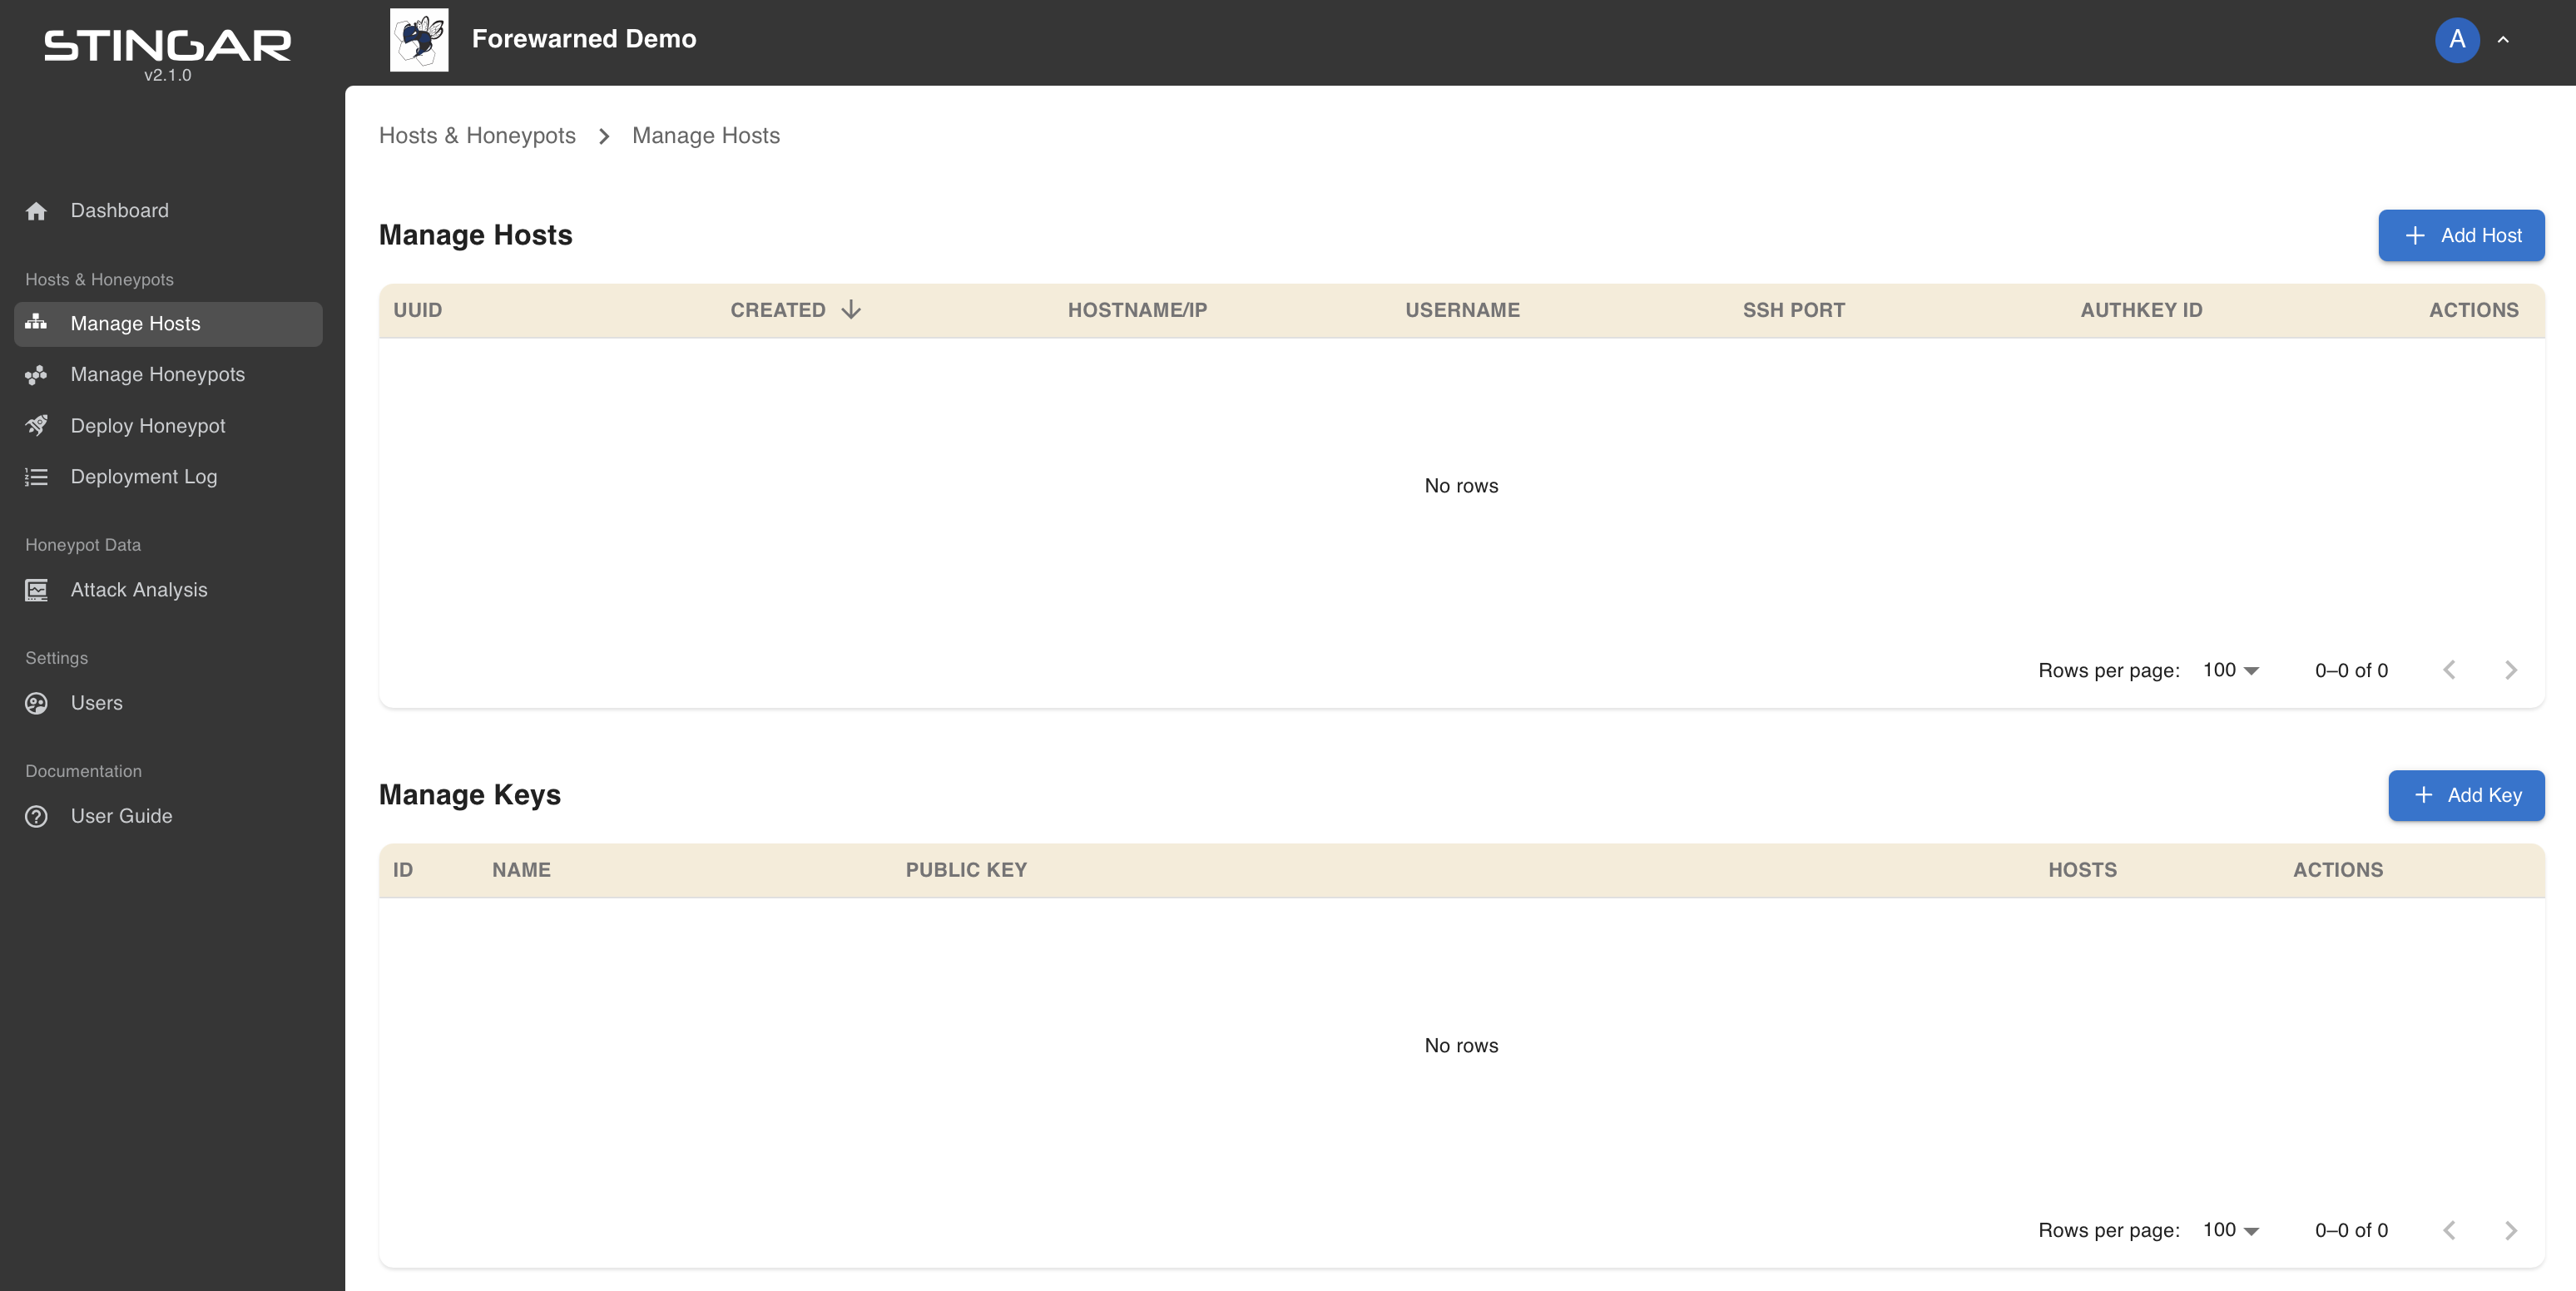 STINGAR
v2.1.0
Forewarned Demo
A
Dashboard
Hosts & Honeypots
Manage Hosts
Manage Honeypots
Deploy Honeypot
Deployment Log
Honeypot Data
Attack Analysis
Settings
Users
Documentation
User Guide
Hosts & Honeypots > Manage Hosts
Manage Hosts
Add Host
UUID CREATED HOSTNAME/IP USERNAME SSH PORT AUTHKEY ID ACTIONS
No rows
Rows per page: 100 0–0 of 0
Manage Keys
Add Key
ID NAME PUBLIC KEY HOSTS ACTIONS
No rows
Rows per page: 100 0–0 of 0